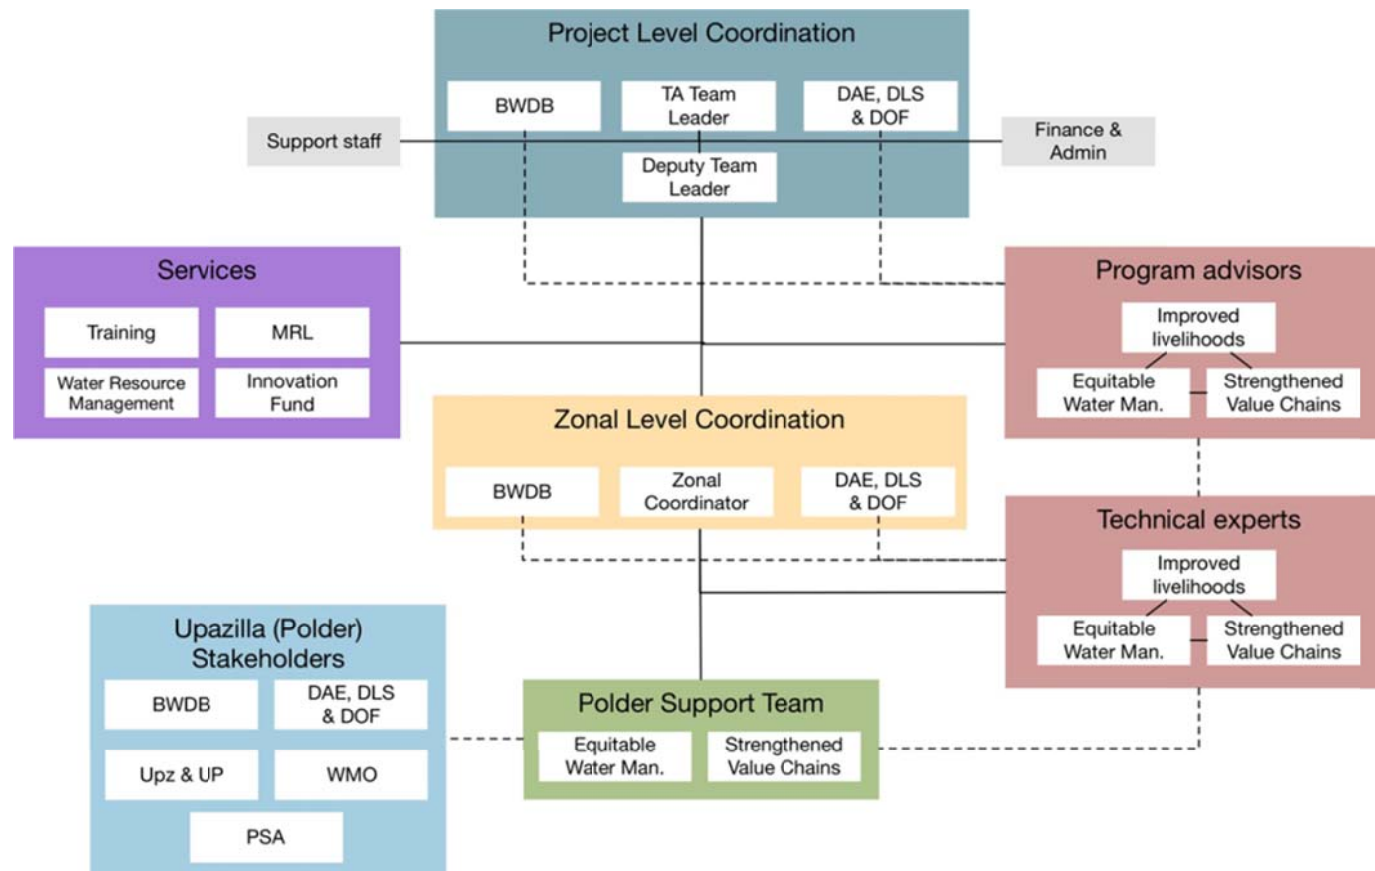 Project Level Coordination
BWDB
TA Team
Leader
DAE, DLS
& DOF
Support staff
Finance &
Admin
Deputy Team
Leader
Services
Training
MRL
Water Resource
Management
Innovation
Fund
Program advisors
Improved
livelihoods
Equitable
Water Man.
Strengthened
Value Chains
Zonal Level Coordination
BWDB
Zonal
Coordinator
DAE, DLS
& DOF
Technical experts
Improved
livelihoods
Equitable
Water Man.
Strengthened
Value Chains
Upazilla (Polder)
Stakeholders
BWDB
DAE, DLS
& DOF
Upz & UP
WMO
PSA
Polder Support Team
Equitable
Water Man.
Strengthened
Value Chains